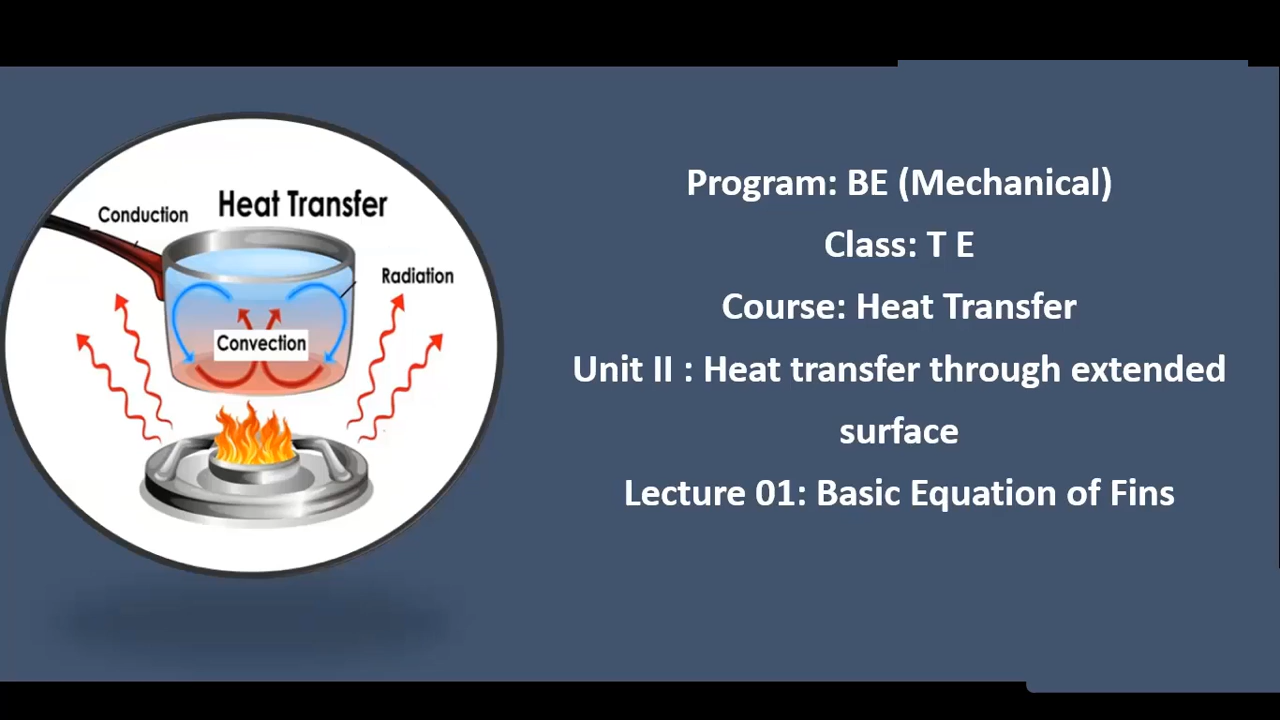 Heat Transfer
Conduction
Radiation
Convection
Program: BE (Mechanical)
Class: T E
Course: Heat Transfer
Unit II : Heat transfer through extended
surface
Lecture 01: Basic Equation of Fins